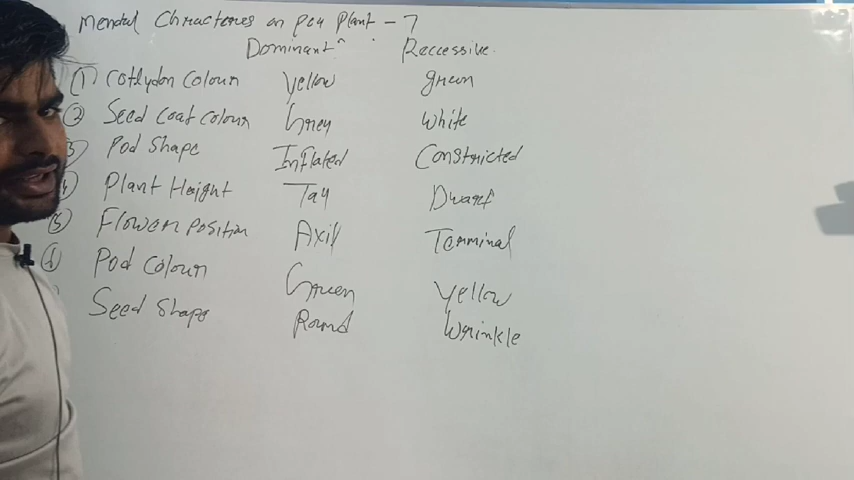 Mendel Chracteres on pea plant - 7
Dominant Reccessive.
① Cotlydon Colour Yellow green
② Seed Coat Colour Grey White
3 Pod Shape Inflated Constricted
4 Plant Height Tall Dwarf
⑤ Flower Position Axil Terminal
⑥ Pod Colour Green Yellow
Seed Shape Round Wrinkle